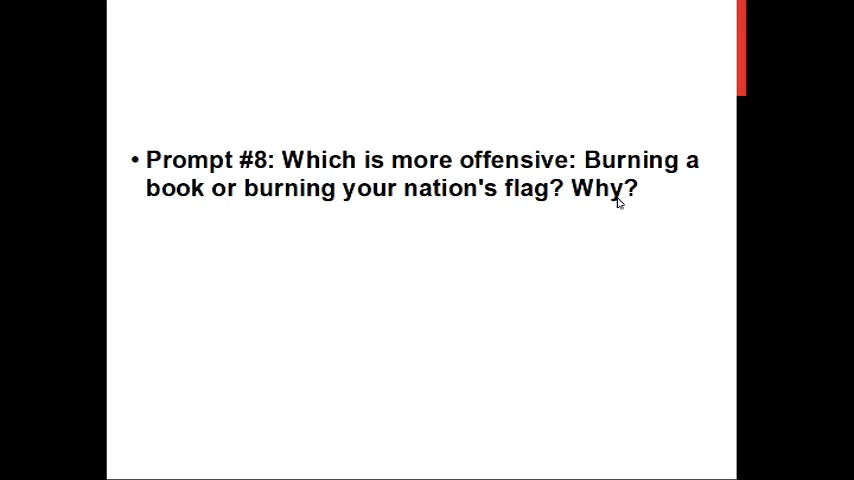 • Prompt #8: Which is more offensive: Burning a
book or burning your nation's flag? Why?